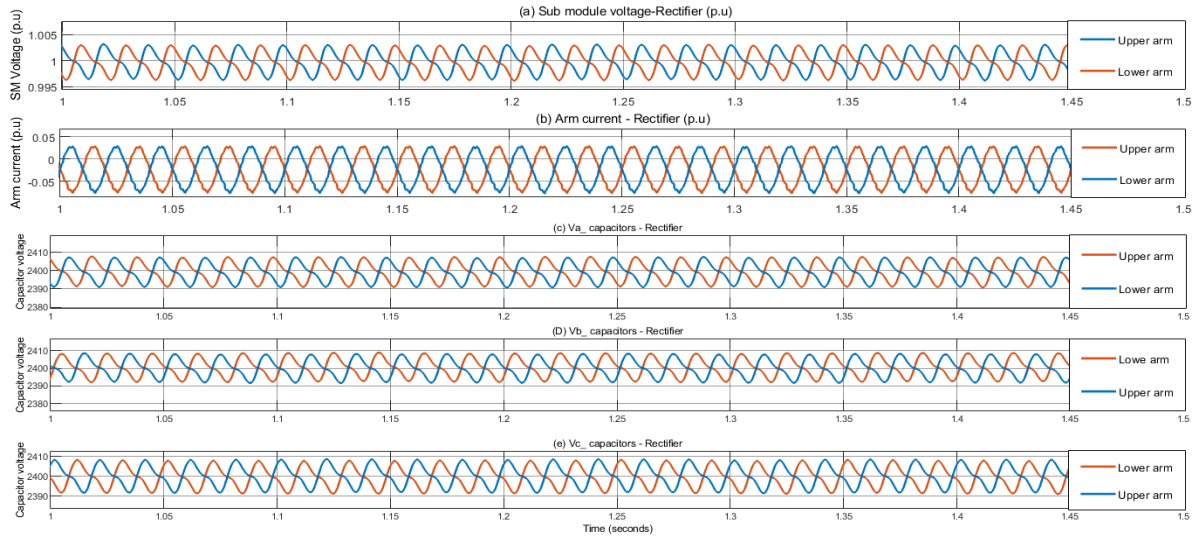 (a) Sub module voltage-Rectifier (p.u)
SM Voltage (p.u)
1.005
1
0.995
1 1.05 1.1 1.15 1.2 1.25 1.3 1.35 1.4 1.45 1.5
Upper arm
Lower arm
(b) Arm current - Rectifier (p.u)
Arm current (p.u)
0.05
0
-0.05
1 1.05 1.1 1.15 1.2 1.25 1.3 1.35 1.4 1.45 1.5
Upper arm
Lower arm
(c) Va_ capacitors - Rectifier
Capacitor voltage
2410
2400
2390
2380
1 1.05 1.1 1.15 1.2 1.25 1.3 1.35 1.4 1.45 1.5
Upper arm
Lower arm
(D) Vb_ capacitors - Rectifier
Capacitor voltage
2410
2400
2390
2380
1 1.05 1.1 1.15 1.2 1.25 1.3 1.35 1.4 1.45 1.5
Lowe arm
Upper arm
(e) Vc_ capacitors - Rectifier
Capacitor voltage
2410
2400
2390
1 1.05 1.1 1.15 1.2 1.25 1.3 1.35 1.4 1.45 1.5
Lower arm
Upper arm
Time (seconds)